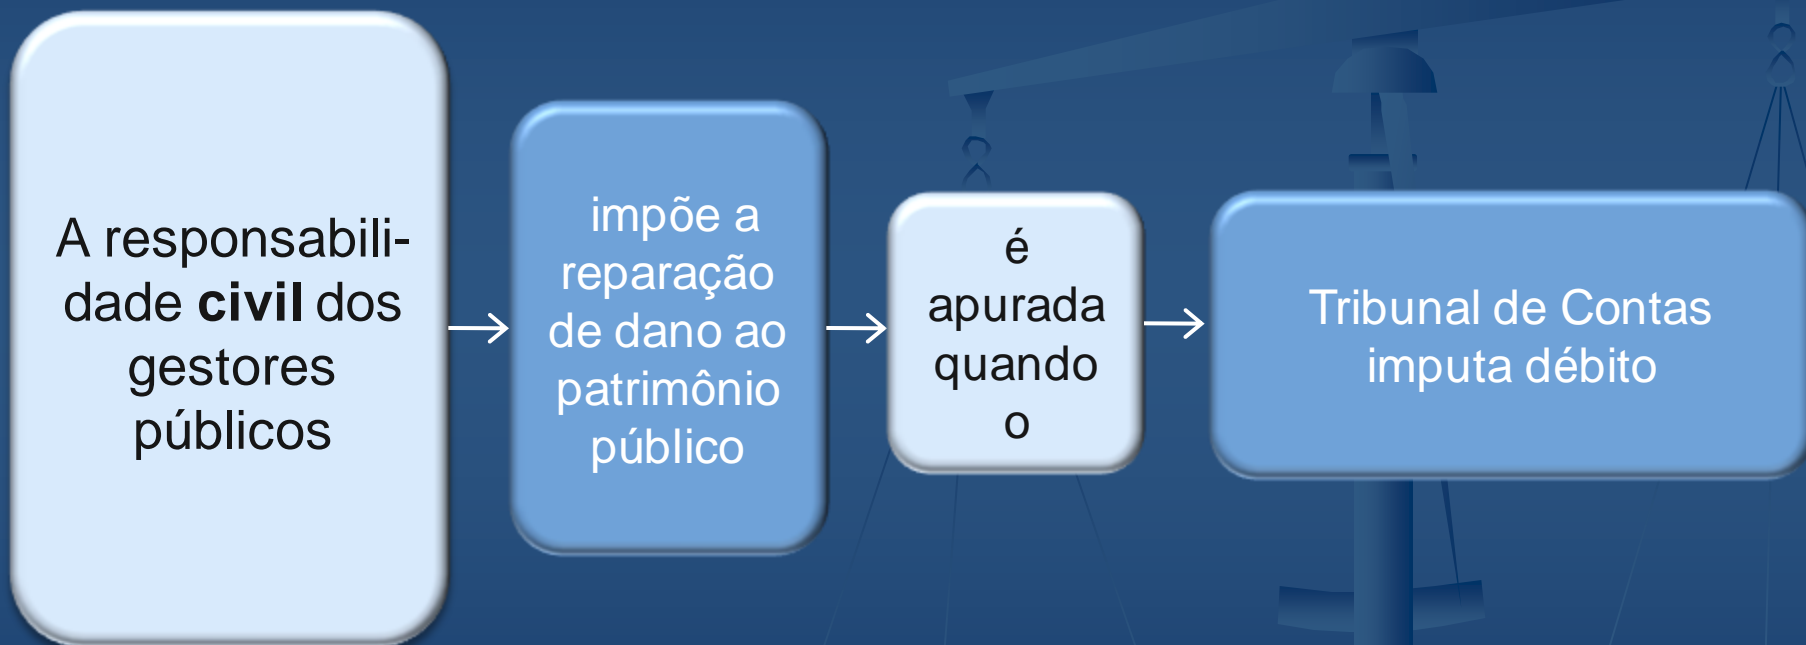 A responsabili-
dade civil dos
gestores
públicos
impõe a
reparação
de dano ao
patrimônio
público
é
apurada
quando
o
Tribunal de Contas
imputa débito